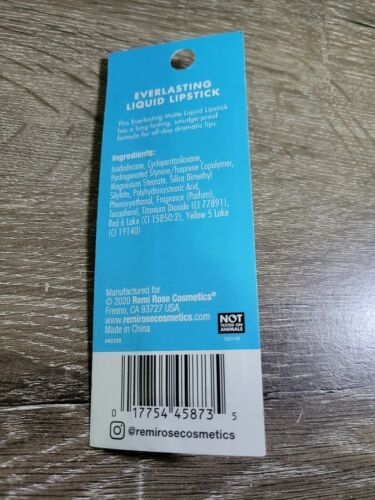 EVERLASTING
LIQUID LIPSTICK
This Everlasting Matte Liquid Lipstick
has a long-lasting, smudge-proof
formula for all-day dramatic lips.
Ingredients:
Isododecane, Cyclopentasiloxane,
Hydrogenated Styrene/Isoprene Copolymer,
Magnesium Stearate, Silica Dimethyl
Silylate, Polyhydroxystearic Acid,
Phenoxyethanol, Fragrance (Parfum),
Tocopherol, Titanium Dioxide (CI 77891),
Red 6 Lake (CI 15850:2), Yellow 5 Lake
(CI 19140)
Manufactured for
© 2020 Remi Rose Cosmetics®
Fresno, CA 93727 USA
www.remirosecosmetics.com
Made in China
NOT
TESTED ON
ANIMALS
0 17754 45873 5
@remirosecosmetics